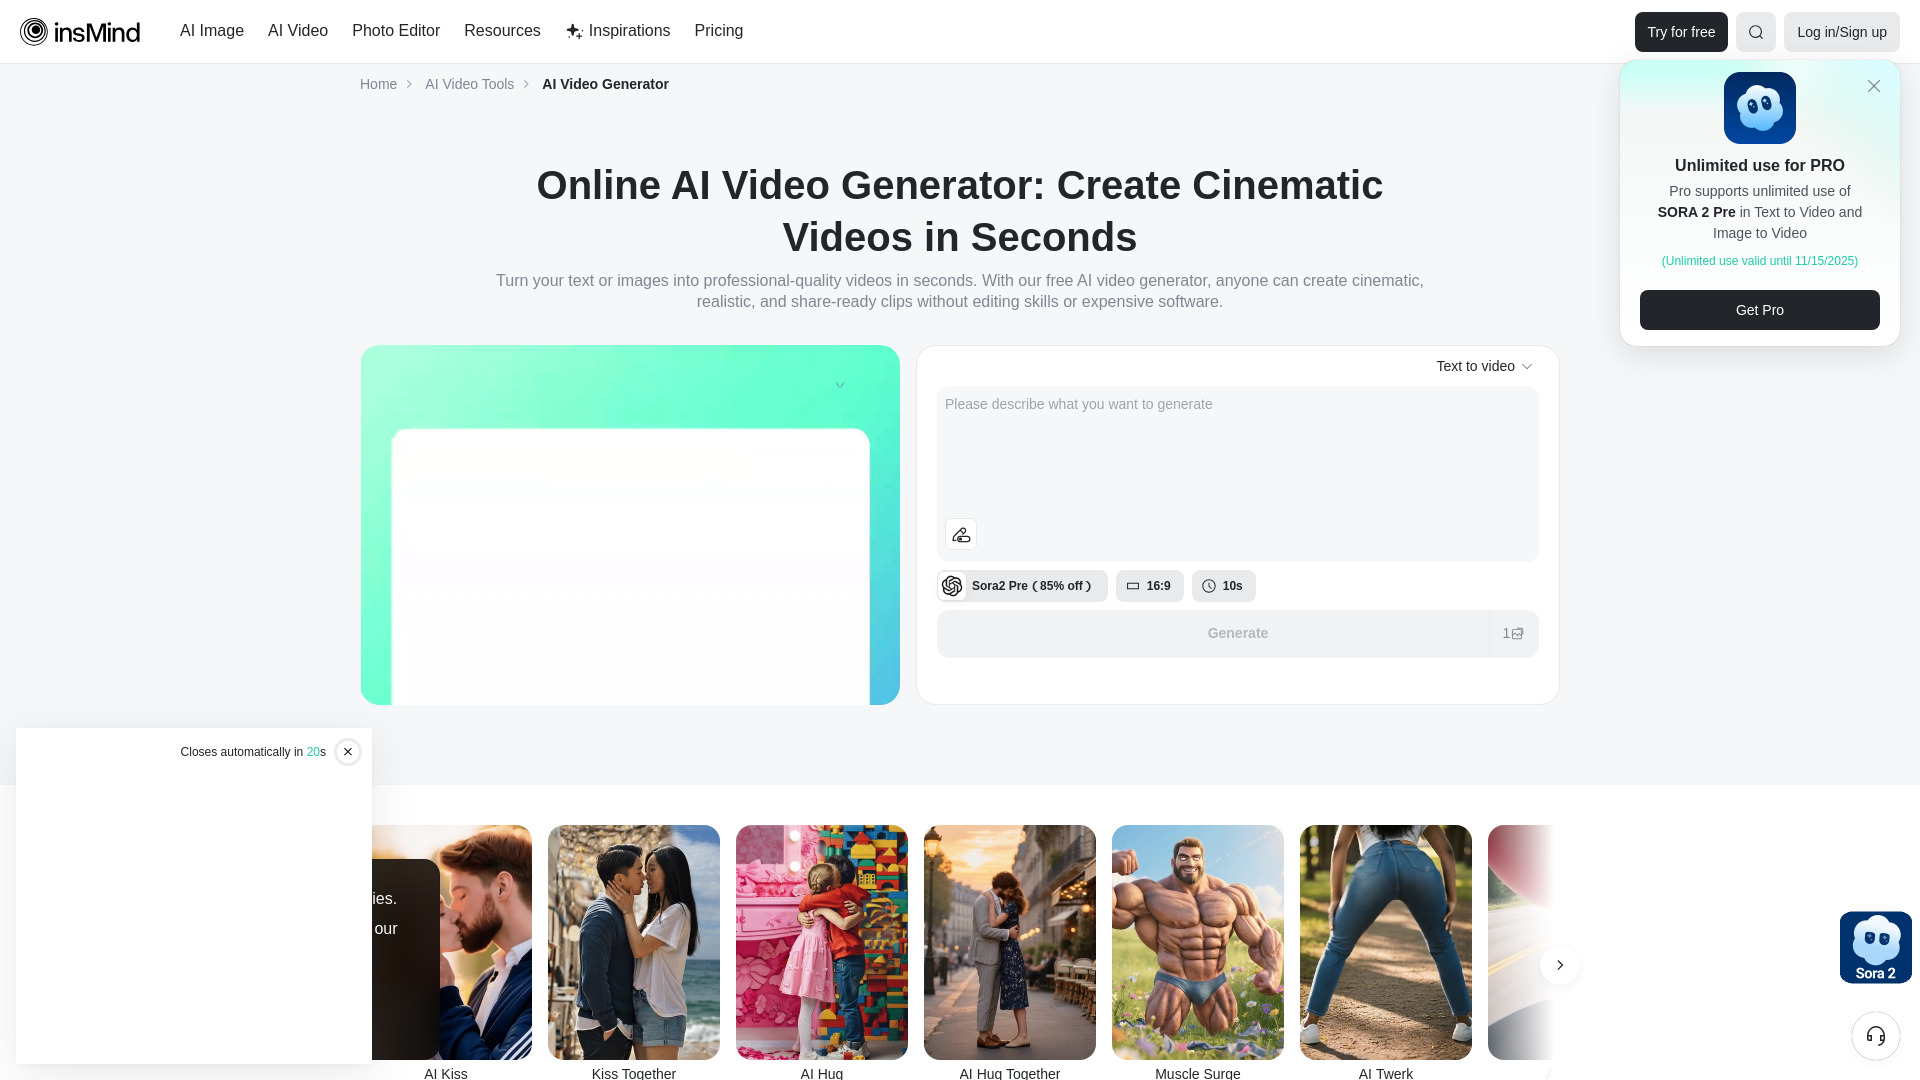 insMind
AI Image
AI Video
Photo Editor
Resources
Inspirations
Pricing
Try for free
Log in/Sign up
Home
AI Video Tools
AI Video Generator
Unlimited use for PRO
Pro supports unlimited use of
SORA 2 Pre in Text to Video and
Image to Video
(Unlimited use valid until 11/15/2025)
Get Pro
Online AI Video Generator: Create Cinematic
Videos in Seconds
Turn your text or images into professional-quality videos in seconds. With our free AI video generator, anyone can create cinematic,
realistic, and share-ready clips without editing skills or expensive software.
Text to video
Please describe what you want to generate
Sora2 Pre（85% off）
16:9
10s
Generate
1
Closes automatically in 20s
ies.
our
Sora 2
AI Kiss
Kiss Together
AI Hug
AI Hug Together
Muscle Surge
AI Twerk